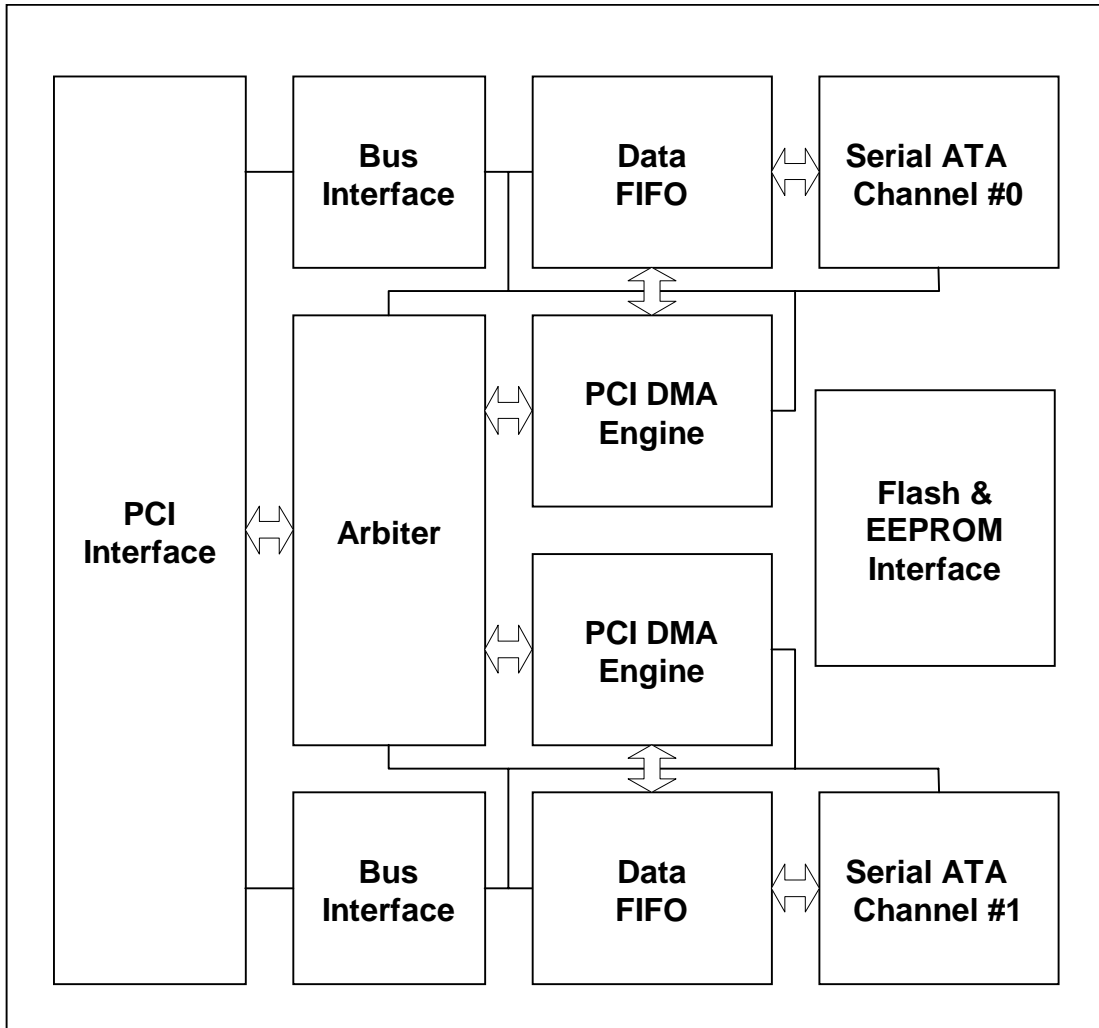 Bus
Interface
Data
FIFO
Serial ATA
Channel #0
PCI
Interface
Arbiter
PCI DMA
Engine
Flash &
EEPROM
Interface
PCI DMA
Engine
Bus
Interface
Data
FIFO
Serial ATA
Channel #1